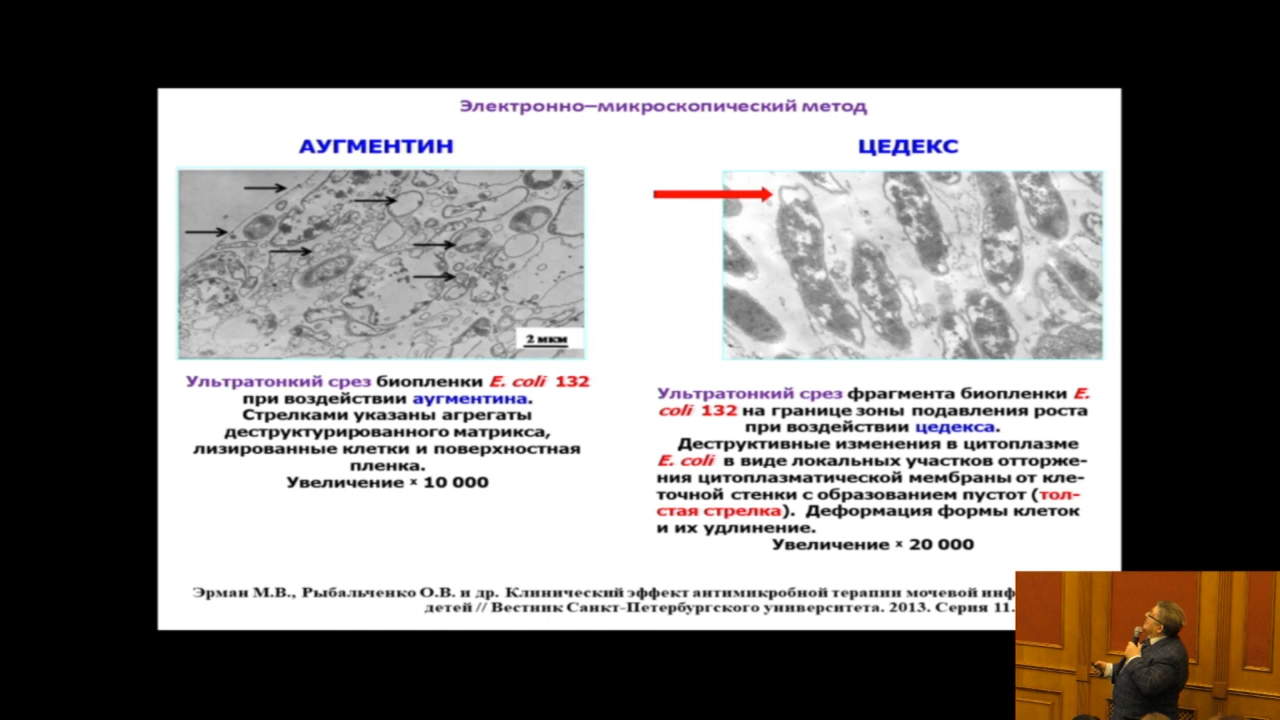 Электронно–микроскопический метод
АУГМЕНТИН
ЦЕДЕКС
2 мкм
Ультратонкий срез биопленки E. coli 132
при воздействии аугментина.
Стрелками указаны агрегаты
деструктурированного матрикса,
лизированные клетки и поверхностная
пленка.
Увеличение × 10 000
Ультратонкий срез фрагмента биопленки E.
coli 132 на границе зоны подавления роста
при воздействии цедекса.
Деструктивные изменения в цитоплазме
E. coli в виде локальных участков отторже-
ния цитоплазматической мембраны от кле-
точной стенки с образованием пустот (тол-
стая стрелка). Деформация формы клеток
и их удлинение.
Увеличение × 20 000
Эрман М.В., Рыбальченко О.В. и др. Клинический эффект антимикробной терапии мочевой инф
детей // Вестник Санкт-Петербургского университета. 2013. Серия 11.